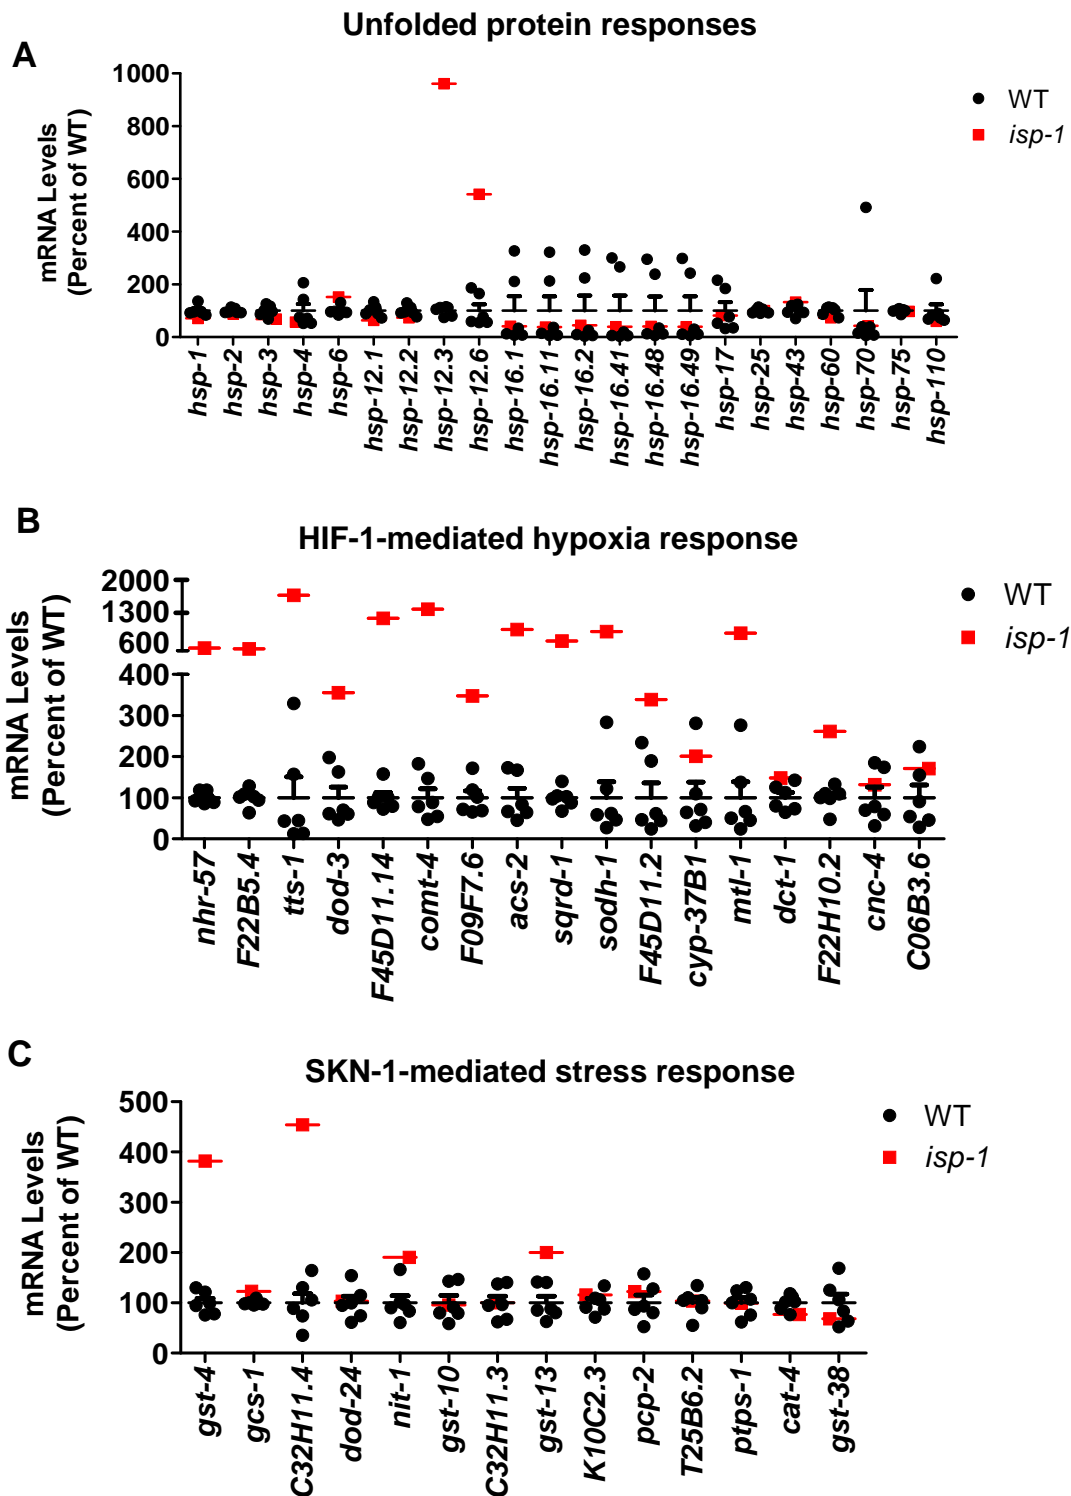 Unfolded protein responses
A
mRNA Levels
(Percent of WT)
1000
800
600
400
200
0
WT
isp-1
hsp-1
hsp-2
hsp-3
hsp-4
hsp-6
hsp-12.1
hsp-12.2
hsp-12.3
hsp-12.6
hsp-16.1
hsp-16.11
hsp-16.2
hsp-16.41
hsp-16.48
hsp-16.49
hsp-17
hsp-25
hsp-43
hsp-60
hsp-70
hsp-75
hsp-110
B
HIF-1-mediated hypoxia response
mRNA Levels
(Percent of WT)
2000
1300
600
400
300
200
100
0
WT
isp-1
nhr-57
F22B5.4
tts-1
dod-3
F45D11.14
comt-4
F09F7.6
acs-2
sqrd-1
sodh-1
F45D11.2
cyp-37B1
mtl-1
dct-1
F22H10.2
cnc-4
C06B3.6
C
SKN-1-mediated stress response
mRNA Levels
(Percent of WT)
500
400
300
200
100
0
WT
isp-1
gst-4
gcs-1
C32H11.4
dod-24
nit-1
gst-10
C32H11.3
gst-13
K10C2.3
pcp-2
T25B6.2
ptps-1
cat-4
gst-38